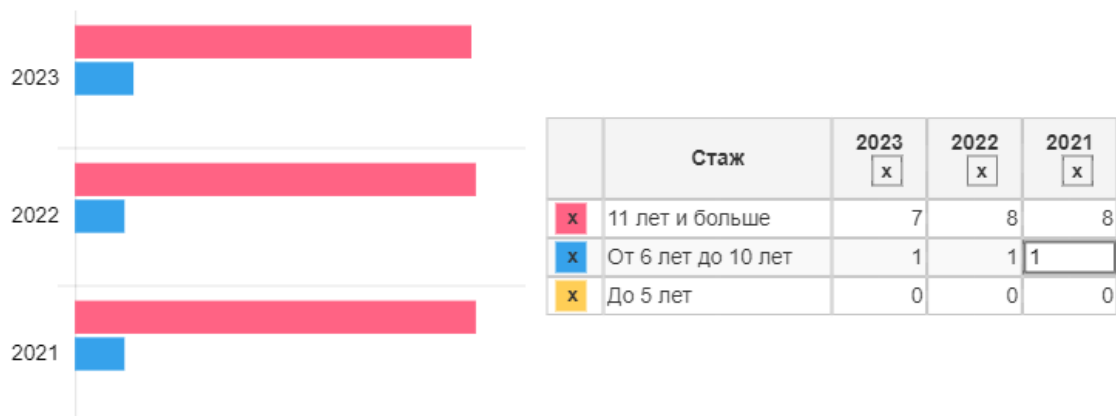 2023
2022
2021
Стаж 2023 2022 2021
x x x
x 11 лет и больше 7 8 8
x От 6 лет до 10 лет 1 1 1
x До 5 лет 0 0 0